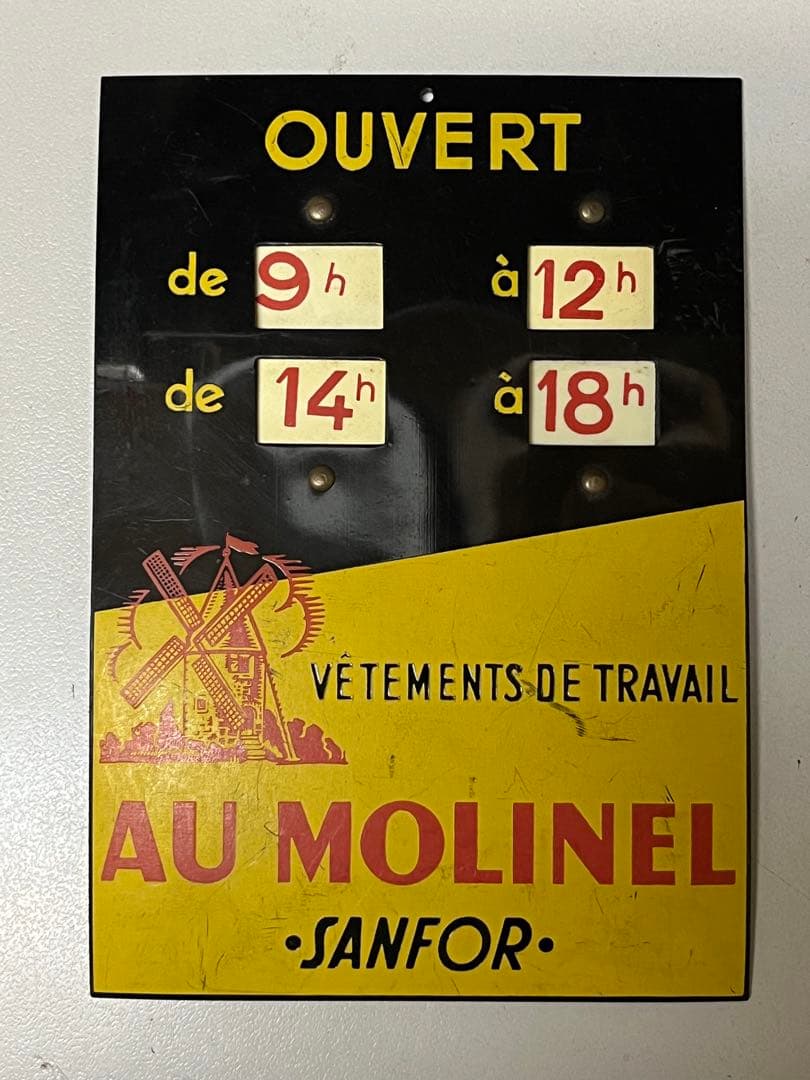 OUVERT
de 9h à 12h
de 14h à 18h
VÊTEMENTS DE TRAVAIL
AU MOLINEL
•SANFOR•